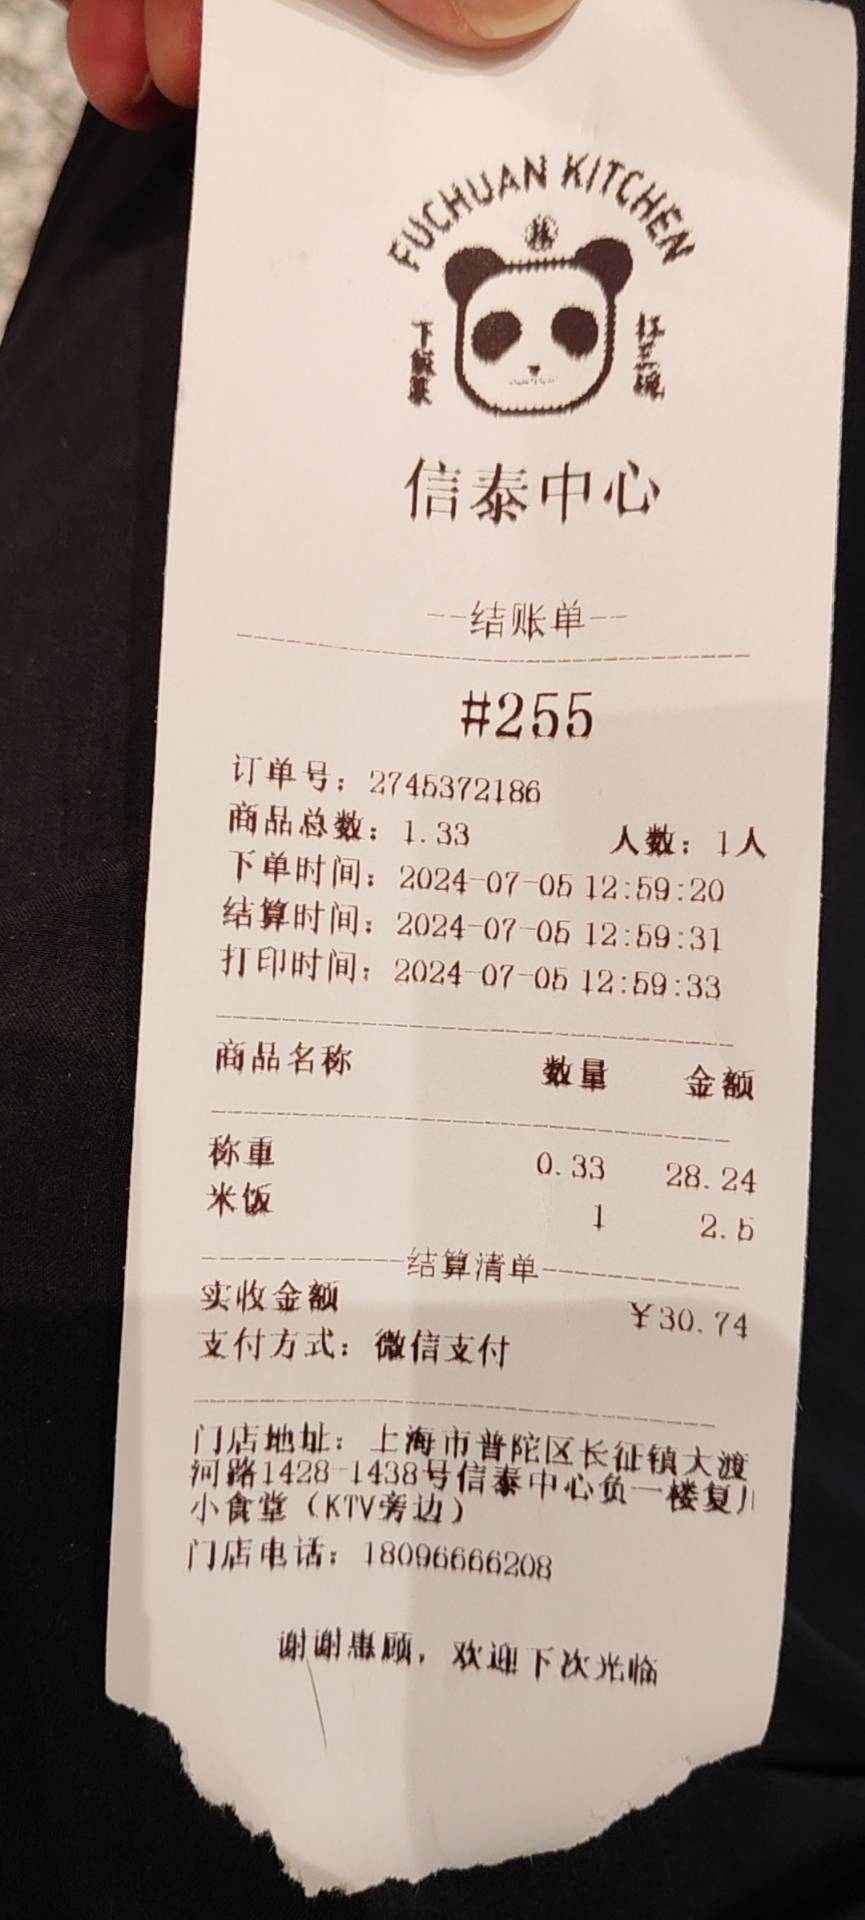 FUCHUAN KITCHEN
信泰中心
--结账单--
#255
订单号：2745372186
商品总数：1.33 人数：1人
下单时间：2024-07-05 12:59:20
结算时间：2024-07-05 12:59:31
打印时间：2024-07-05 12:59:33
商品名称 数量 金额
称重 0.33 28.24
米饭 1 2.5
结算清单
实收金额 ￥30.74
支付方式：微信支付
门店地址：上海市普陀区长征镇大渡
河路1428-1438号信泰中心负一楼复川
小食堂（KTV旁边）
门店电话：18096666208
谢谢惠顾，欢迎下次光临